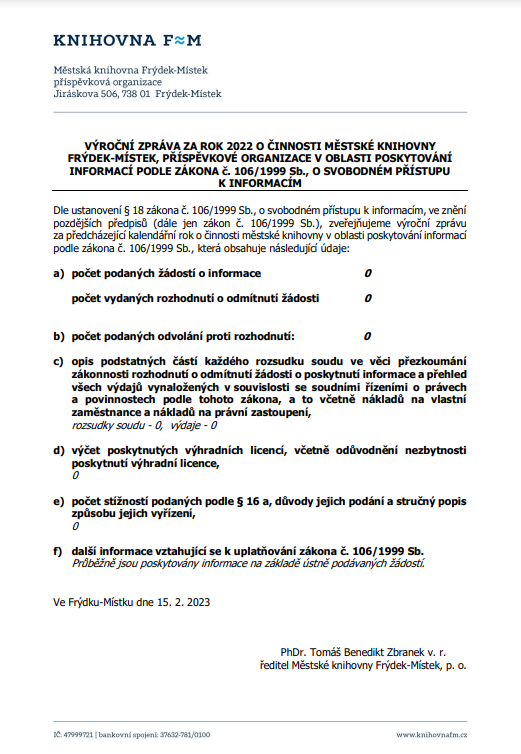 KNIHOVNA F≈M
Městská knihovna Frýdek-Místek
příspěvková organizace
Jiráskova 506, 738 01 Frýdek-Místek
VÝROČNÍ ZPRÁVA ZA ROK 2022 O ČINNOSTI MĚSTSKÉ KNIHOVNY
FRÝDEK-MÍSTEK, PŘÍSPĚVKOVÉ ORGANIZACE V OBLASTI POSKYTOVÁNÍ
INFORMACÍ PODLE ZÁKONA č. 106/1999 Sb., O SVOBODNÉM PŘÍSTUPU
K INFORMACÍM
Dle ustanovení § 18 zákona č. 106/1999 Sb., o svobodném přístupu k informacím, ve znění
pozdějších předpisů (dále jen zákon č. 106/1999 Sb.), zveřejňujeme výroční zprávu
za předcházející kalendářní rok o činnosti městské knihovny v oblasti poskytování informací
podle zákona č. 106/1999 Sb., která obsahuje následující údaje:
a) počet podaných žádostí o informace 0
počet vydaných rozhodnutí o odmítnutí žádosti 0
b) počet podaných odvolání proti rozhodnutí: 0
c) opis podstatných částí každého rozsudku soudu ve věci přezkoumání
zákonnosti rozhodnutí o odmítnutí žádosti o poskytnutí informace a přehled
všech výdajů vynaložených v souvislosti se soudními řízeními o právech
a povinnostech podle tohoto zákona, a to včetně nákladů na vlastní
zaměstnance a nákladů na právní zastoupení,
rozsudky soudu - 0, výdaje - 0
d) výčet poskytnutých výhradních licencí, včetně odůvodnění nezbytnosti
poskytnutí výhradní licence,
0
e) počet stížností podaných podle § 16 a, důvody jejich podání a stručný popis
způsobu jejich vyřízení,
0
f) další informace vztahující se k uplatňování zákona č. 106/1999 Sb.
Průběžně jsou poskytovány informace na základě ústně podávaných žádostí.
Ve Frýdku-Místku dne 15. 2. 2023
PhDr. Tomáš Benedikt Zbranek v. r.
ředitel Městské knihovny Frýdek-Místek, p. o.
IČ: 47999721 | bankovní spojení: 37632-781/0100 www.knihovnafm.cz